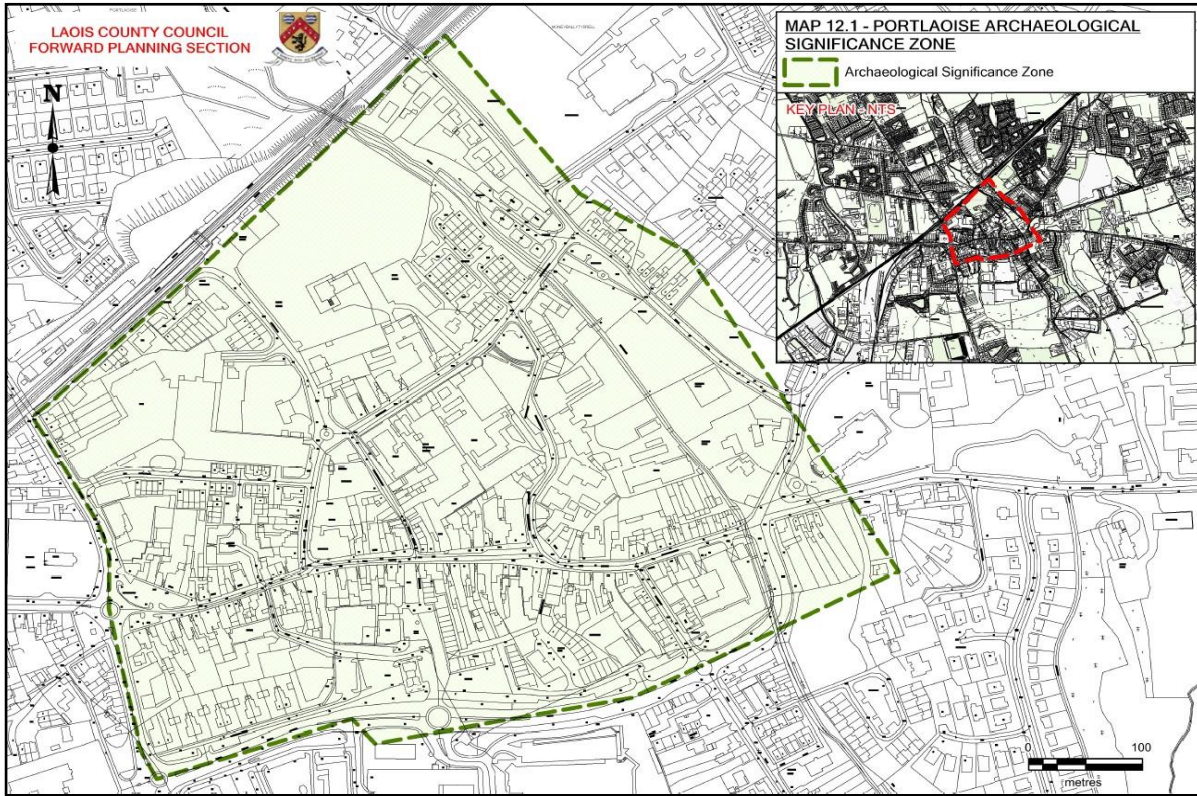 LAOIS COUNTY COUNCIL
FORWARD PLANNING SECTION
N
MAP 12.1 - PORTLAOISE ARCHAEOLOGICAL
SIGNIFICANCE ZONE
Archaeological Significance Zone
KEY PLAN - NTS
PORTLAOISE
0 100
metres